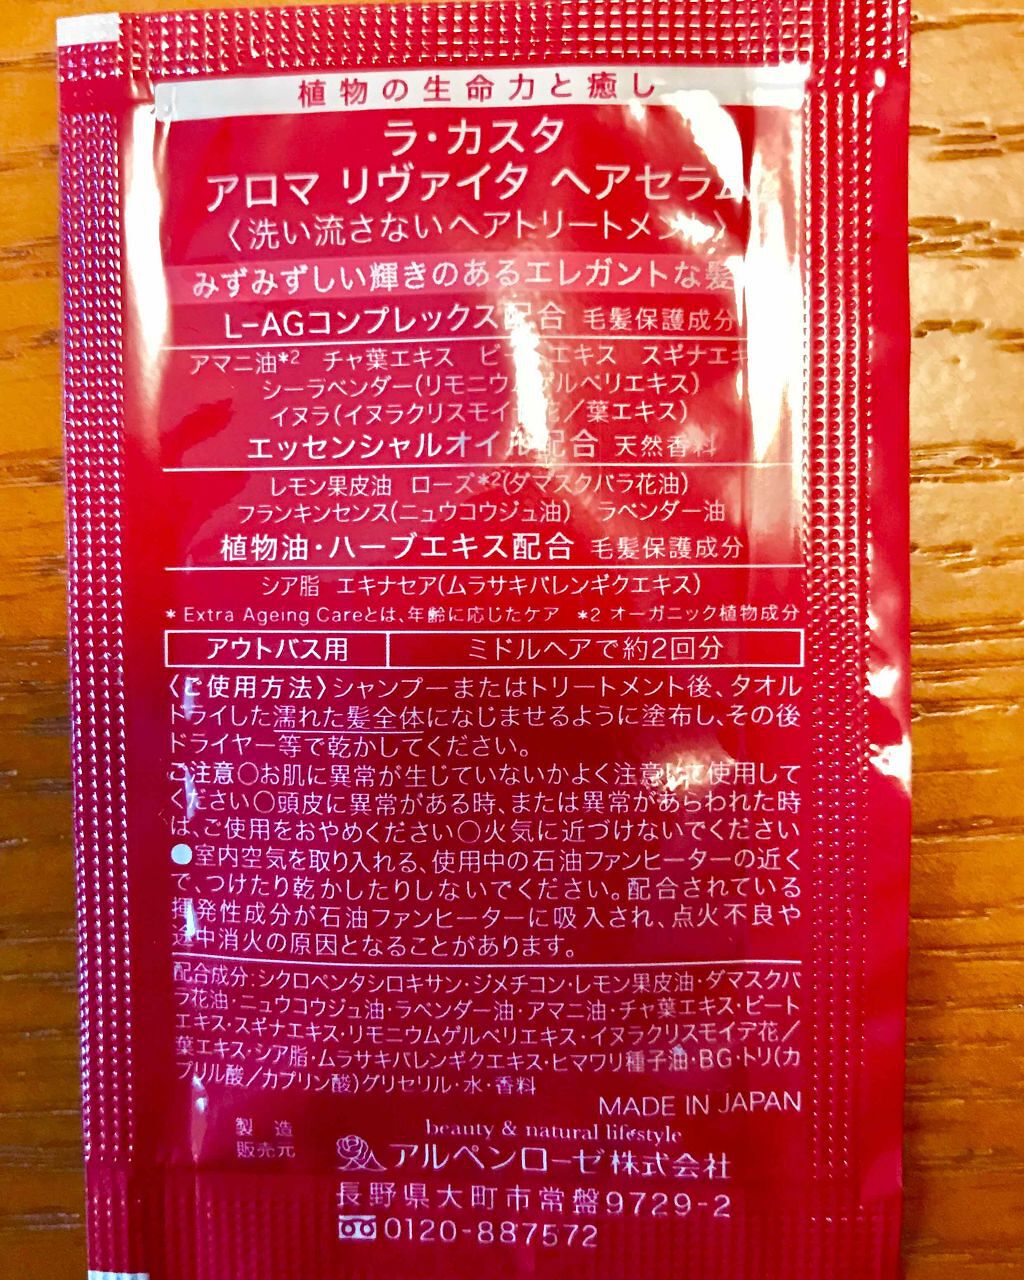 植物の生命力と癒し
ラ・カスタ
アロマ リヴァイタ ヘアセラム
〈洗い流さないヘアトリートメント〉
みずみずしい輝きのあるエレガントな髪
L-AGコンプレックス配合 毛髪保護成分
アマニ油*2 チャ葉エキス ビートエキス スギナエキ
シーラベンダー(リモニウムゲルベリエキス)
イヌラ(イヌラクリスモイデ花/葉エキス)
エッセンシャルオイル配合 天然香料
レモン果皮油 ローズ*2(ダマスクバラ花油)
フランキンセンス(ニュウコウジュ油) ラベンダー油
植物油・ハーブエキス配合 毛髪保護成分
シア脂 エキナセア(ムラサキバレンギクエキス)
* Extra Ageing Careとは、年齢に応じたケア *2 オーガニック植物成分
アウトバス用 ミドルヘアで約2回分
〈ご使用方法〉シャンプーまたはトリートメント後、タオル
ドライした濡れた髪全体になじませるように塗布し、その後
ドライヤー等で乾かしてください。
ご注意〇お肌に異常が生じていないかよく注意して使用して
ください〇頭皮に異常がある時、または異常があらわれた時
は、ご使用をおやめください〇火気に近づけないでください
●室内空気を取り入れる、使用中の石油ファンヒーターの近く
で、つけたり乾かしたりしないでください。配合されている
揮発性成分が石油ファンヒーターに吸入され、点火不良や
途中消火の原因となることがあります。
配合成分:シクロペンタシロキサン・ジメチコン・レモン果皮油・ダマスクバ
ラ花油・ニュウコウジュ油・ラベンダー油・アマニ油・チャ葉エキス・ビート
エキス・スギナエキス・リモニウムゲルベリエキス・イヌラクリスモイデ花/
葉エキス・シア脂・ムラサキバレンギクエキス・ヒマワリ種子油・BG・トリ(カ
プリル酸/カプリン酸)グリセリル・水・香料
MADE IN JAPAN
製造
販売元
beauty & natural lifestyle
アルペンローゼ株式会社
長野県大町市常盤9729-2
0120-887572